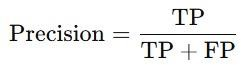 Precision = TP / TP + FP